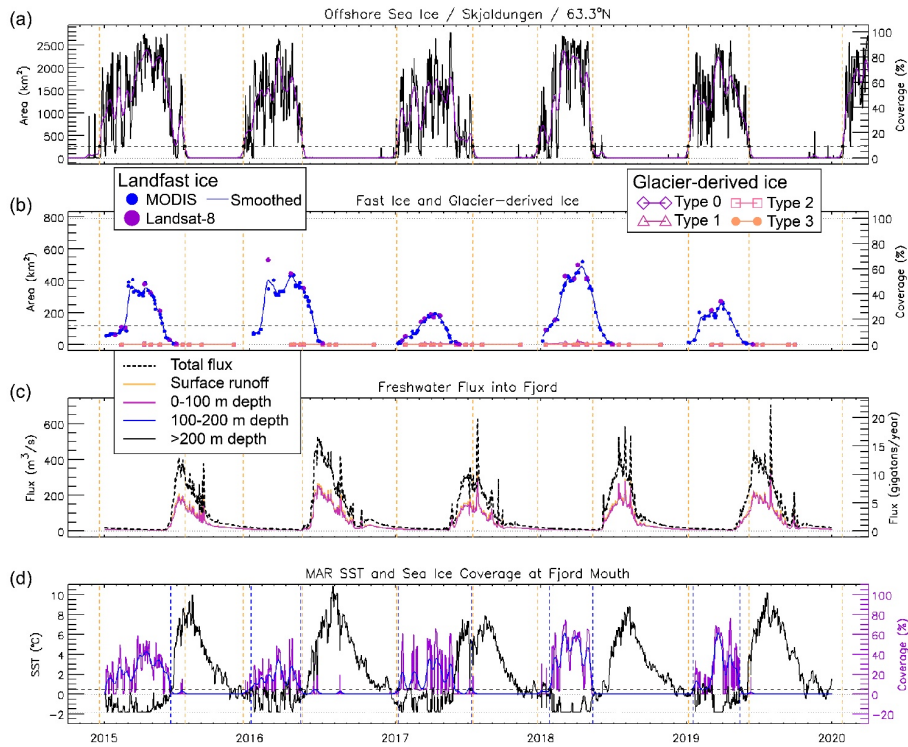 (a)
Offshore Sea Ice / Skjoldungen / 63.3°N
2500
2000
1500
1000
500
0
Area (km²)
100
80
60
40
20
0
Coverage (%)
Landfast ice
MODIS
Smoothed
Landsat-8
Glacier-derived ice
Type 0
Type 2
Type 1
Type 3
(b)
Fast Ice and Glacier-derived Ice
800
600
400
200
0
Area (km²)
100
80
60
40
20
0
Coverage (%)
Total flux
Surface runoff
0-100 m depth
100-200 m depth
>200 m depth
(c)
Freshwater Flux into Fjord
600
400
200
0
Flux (m³/s)
20
15
10
5
0
Flux (gigatons/year)
(d)
MAR SST and Sea Ice Coverage at Fjord Mouth
10
8
6
4
2
0
-2
SST (°C)
100
80
60
40
20
0
-20
Coverage (%)
2015
2016
2017
2018
2019
2020